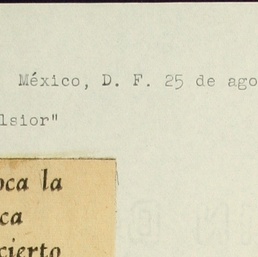 México, D. F. 25 de ago
lsior"
oca la
ca
cierto